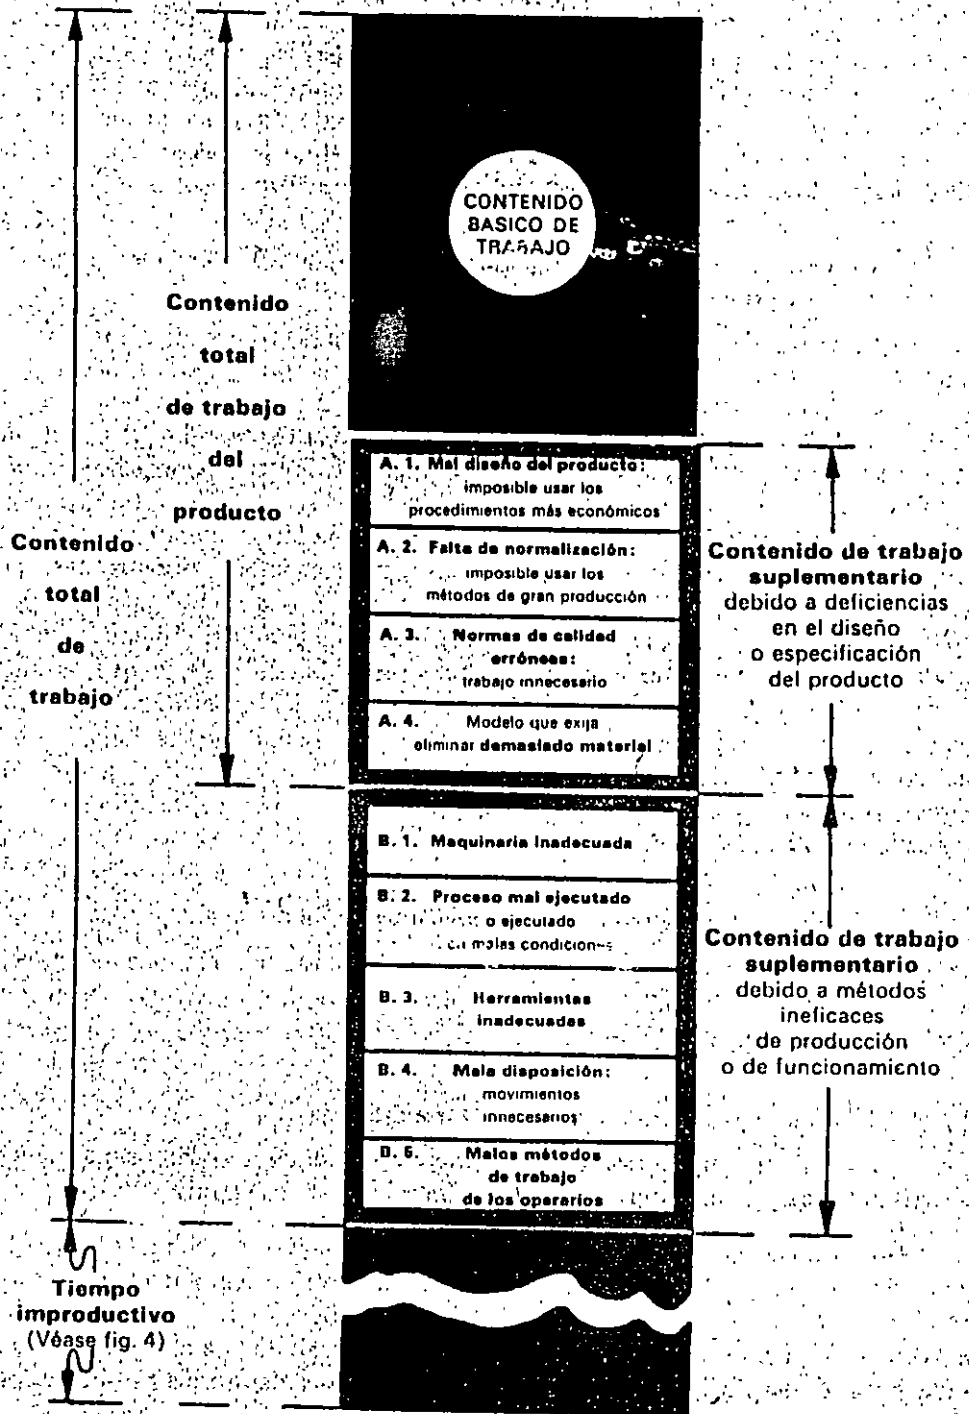 CONTENIDO
BASICO DE
TRABAJO
Contenido
total
de trabajo
del
producto
Contenido
total
de
trabajo
A. 1. Mal diseño del producto:
imposible usar los
procedimientos más económicos
A. 2. Falta de normalización:
imposible usar los
métodos de gran producción
A. 3. Normas de calidad
erróneas:
trabajo innecesario
A. 4. Modelo que exija
eliminar demasiado material
Contenido de trabajo
suplementario
debido a deficiencias
en el diseño
o especificación
del producto
B. 1. Maquinaria Inadecuada
B. 2. Proceso mal ejecutado
o ejecutado
en malas condiciones
B. 3. Herramientas
inadecuadas
B. 4. Mala disposición:
movimientos
innecesarios
B. 5. Malos métodos
de trabajo
de los operarios
Contenido de trabajo
suplementario
debido a métodos
ineficaces
de producción
o de funcionamiento
Tiempo
improductivo
(Véase fig. 4)